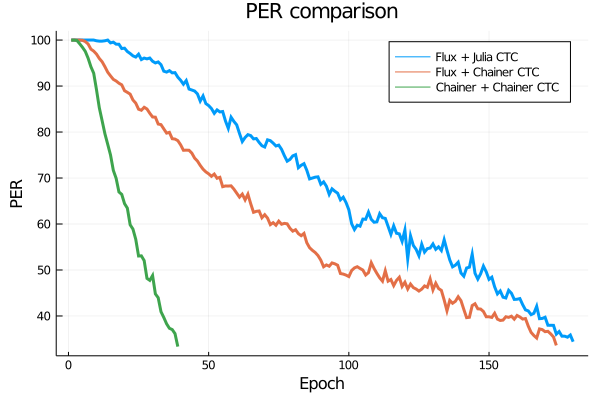 PER comparison
100
90
80
70
60
50
40
PER
0
50
100
150
Epoch
Flux + Julia CTC
Flux + Chainer CTC
Chainer + Chainer CTC